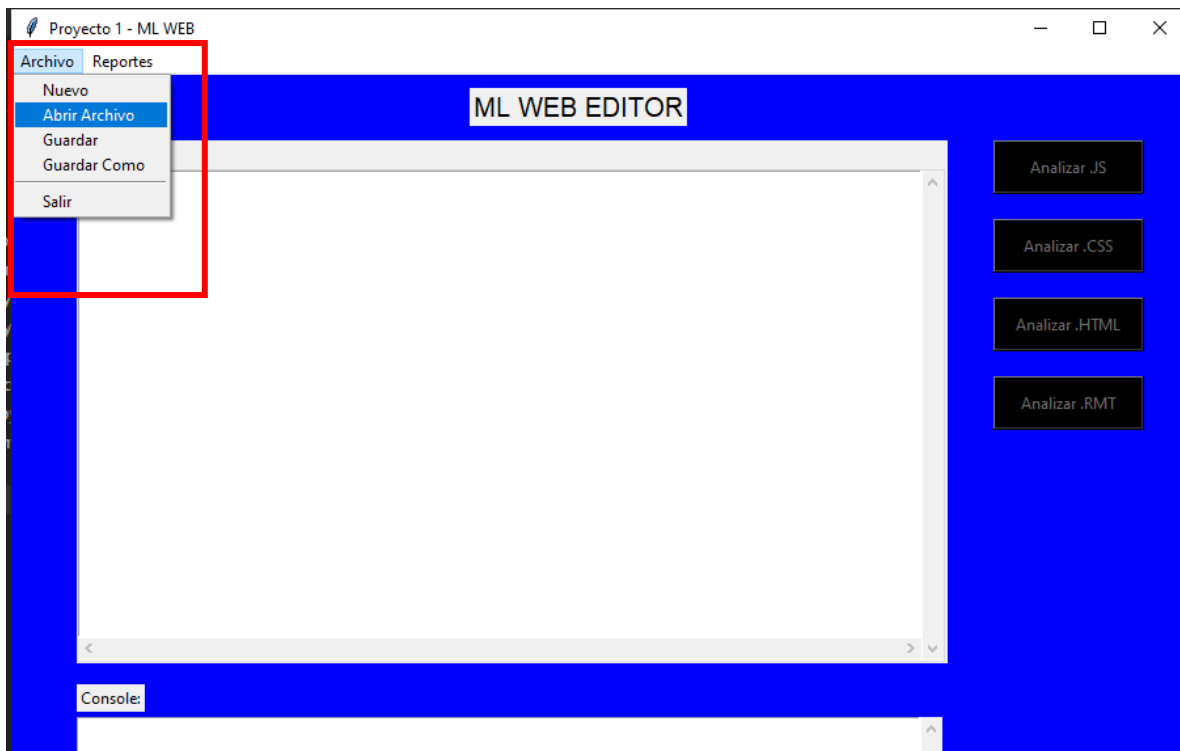 Proyecto 1 - ML WEB
Archivo Reportes
Nuevo
Abrir Archivo
Guardar
Guardar Como
Salir
ML WEB EDITOR
Analizar .JS
Analizar .CSS
Analizar .HTML
Analizar .RMT
Console: